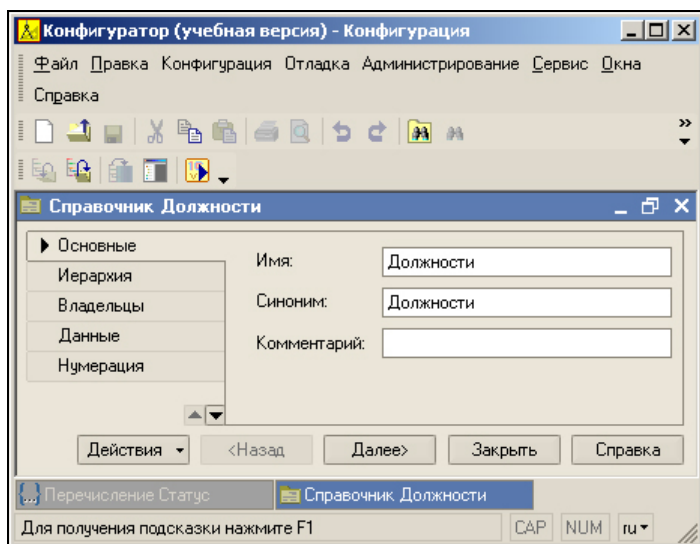 Конфигуратор (учебная версия) - Конфигурация
Файл Правка Конфигурация Отладка Администрирование Сервис Окна
Справка
Справочник Должности
Основные
Иерархия
Владельцы
Данные
Нумерация
Имя: Должности
Синоним: Должности
Комментарий:
Действия <Назад Далее> Закрыть Справка
Перечисление Статус Справочник Должности
Для получения подсказки нажмите F1 CAP NUM ru